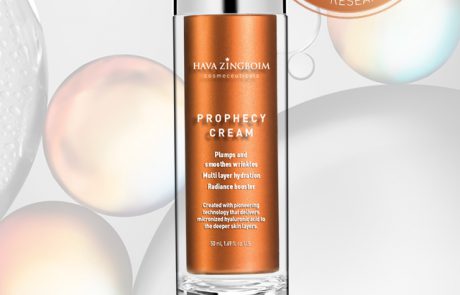 RESEA
HAVA ZINGBOIM
cosmeceuticals
PROPHECY
CREAM
Plumps and
smoothes wrinkles
Multi layer hydration
Radiance booster
Created with pioneering
technology that delivers
micronized hyaluronic acid to
the deeper skin layers.
50 ml, 1.69 fl.oz. U.S.